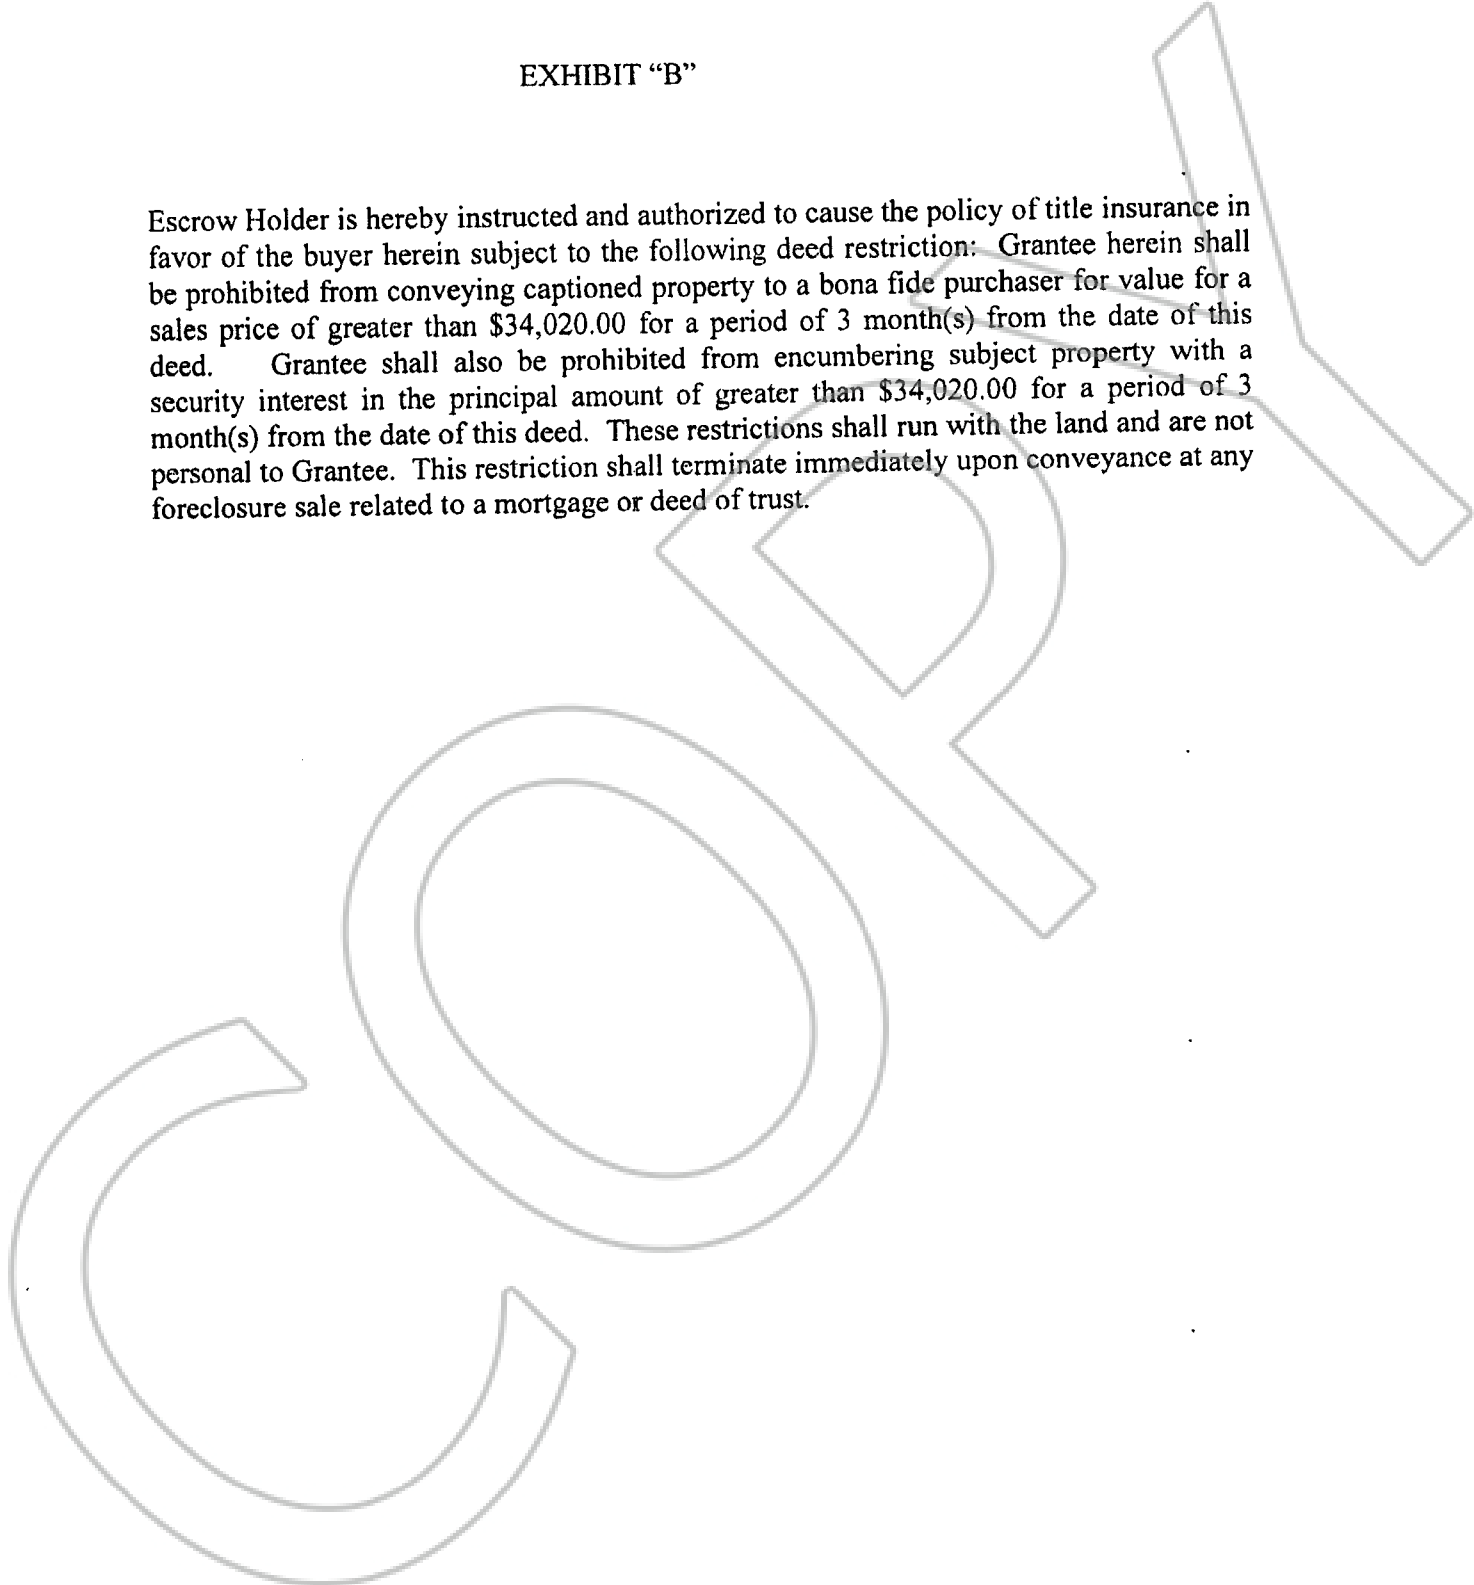 EXHIBIT “B”
Escrow Holder is hereby instructed and authorized to cause the policy of title insurance in
favor of the buyer herein subject to the following deed restriction:  Grantee herein shall
be prohibited from conveying captioned property to a bona fide purchaser for value for a
sales price of greater than $34,020.00 for a period of 3 month(s) from the date of this
deed.  Grantee shall also be prohibited from encumbering subject property with a
security interest in the principal amount of greater than $34,020.00 for a period of 3
month(s) from the date of this deed.  These restrictions shall run with the land and are not
personal to Grantee.  This restriction shall terminate immediately upon conveyance at any
foreclosure sale related to a mortgage or deed of trust.
COPY